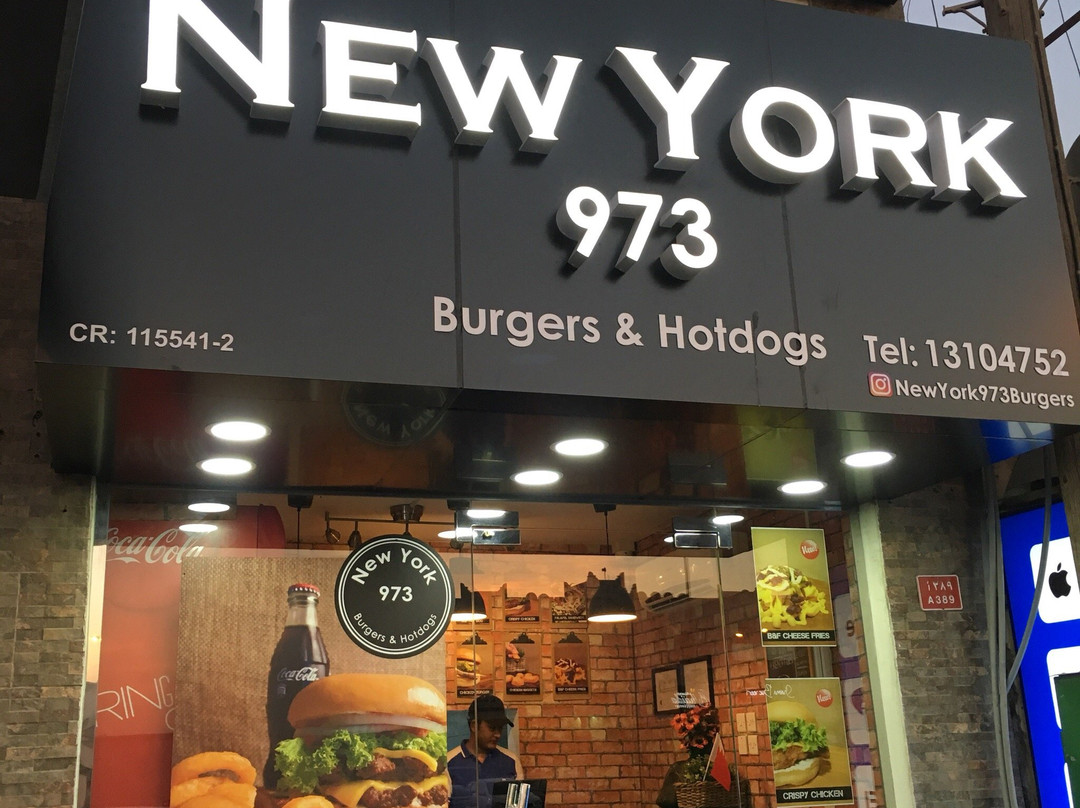 NEW YORK
973
Burgers & Hotdogs
CR: 115541-2
Tel: 13104752
NewYork973Burgers
Coca-Cola
New York
973
Burgers & Hotdogs
Coca-Cola
B&F CHEESE FRIES
CRISPY CHICKEN
١٣٨٩
A389